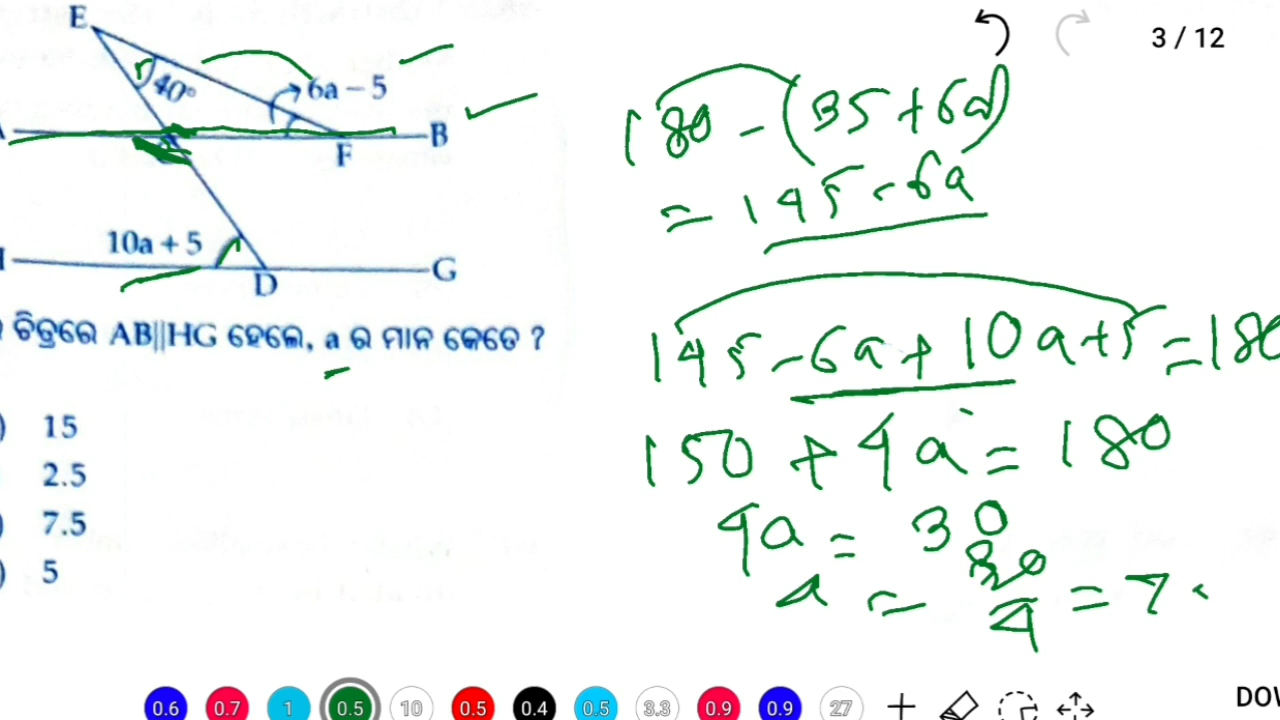 E
3 / 12
40°
6a – 5
B
F
180 - (35 + 6a)
= 145 - 6a
10a + 5
D
G
ଚିତ୍ରରେ AB||HG ହେଲେ, a ର ମାନ କେତେ ?
145 - 6a + 10a + 5 = 180
) 15
2.5
) 7.5
) 5
150 + 4a = 180
4a = 30
a = 30/4 = 7.
0.6 0.7 1 0.5 10 0.5 0.4 0.5 3.3 0.9 0.9 27